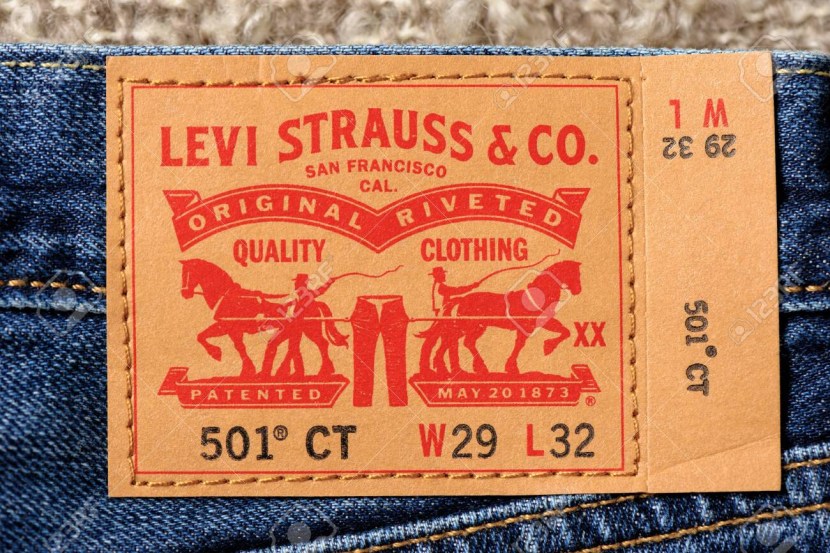 LEVI STRAUSS & CO.
SAN FRANCISCO
CAL.
ORIGINAL RIVETED
QUALITY CLOTHING
XX
PATENTED MAY 20 1873 ®
501® CT W29 L32
W L
29 32
501® CT
123RF